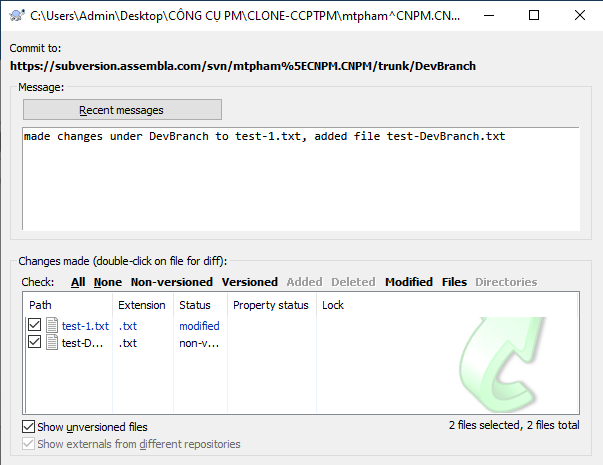 C:\Users\Admin\Desktop\CÔNG CỤ PM\CLONE-CCPTPM\mtpham^CNPM.CN...
Commit to:
https://subversion.assembla.com/svn/mtpham%5ECNPM.CNPM/trunk/DevBranch
Message:
Recent messages
made changes under DevBranch to test-1.txt, added file test-DevBranch.txt
Changes made (double-click on file for diff):
Check: All None Non-versioned Versioned Added Deleted Modified Files Directories
Path Extension Status Property status Lock
test-1.txt .txt modified
test-D... .txt non-v...
Show unversioned files
2 files selected, 2 files total
Show externals from different repositories